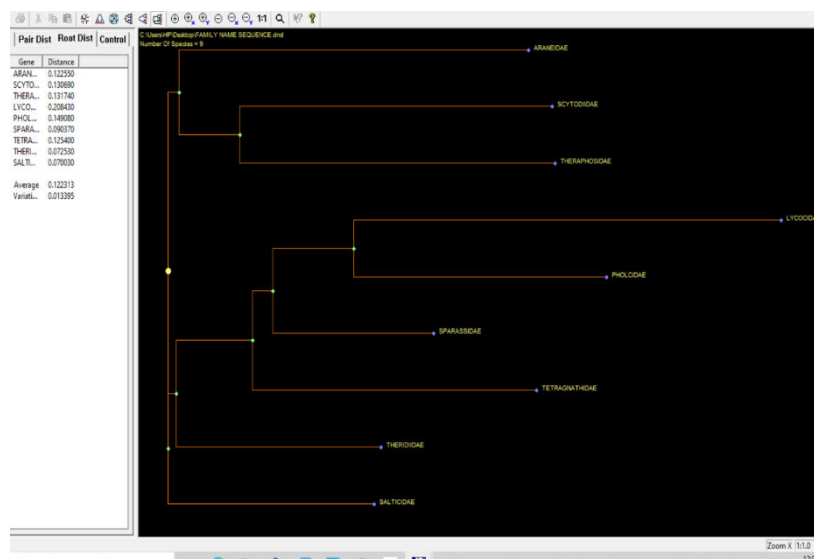 Pair Dist Root Dist Control
C:\Users\HP\Desktop\FAMILY NAME SEQUENCE.dnd
Number Of Species = 9
Gene Distance
ARAN... 0.122550
SCYTO... 0.130690
THERA... 0.131740
LYCO... 0.208430
PHOL... 0.149080
SPARA... 0.090370
TETRA... 0.125400
THERI... 0.072530
SALTI... 0.070030
Average 0.122313
Variati... 0.013395
ARANEIDAE
SCYTODIDAE
THERAPHOSIDAE
LYCOCIDA
PHOLCIDAE
SPARASSIDAE
TETRAGNATHIDAE
THERIDIIDAE
SALTICIDAE
1:1
Zoom X 1:1.0